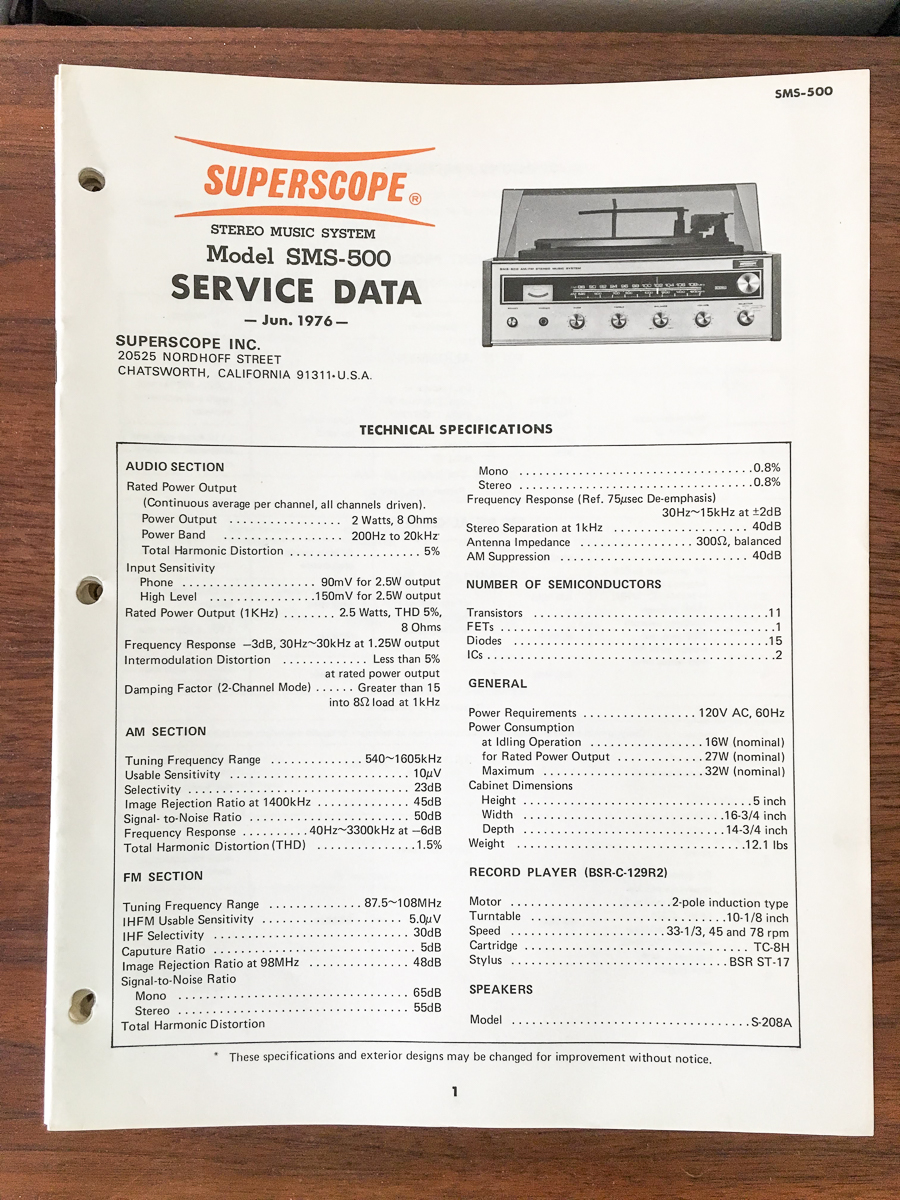 SMS-500
SUPERSCOPE®
STEREO MUSIC SYSTEM
Model SMS-500
SERVICE DATA
— Jun. 1976 —
SUPERSCOPE INC.
20525 NORDHOFF STREET
CHATSWORTH, CALIFORNIA 91311 • U.S.A.
TECHNICAL SPECIFICATIONS
AUDIO SECTION
Rated Power Output
(Continuous average per channel, all channels driven).
Power Output ................. 2 Watts, 8 Ohms
Power Band .................. 200Hz to 20kHz
Total Harmonic Distortion .................... 5%
Input Sensitivity
Phone .................... 90mV for 2.5W output
High Level ................150mV for 2.5W output
Rated Power Output (1KHz) ........ 2.5 Watts, THD 5%,
8 Ohms
Frequency Response —3dB, 30Hz~30kHz at 1.25W output
Intermodulation Distortion ............. Less than 5%
at rated power output
Damping Factor (2-Channel Mode) ...... Greater than 15
into 8Ω load at 1kHz
AM SECTION
Tuning Frequency Range .............. 540~1605kHz
Usable Sensitivity ........................... 10μV
Selectivity ................................. 23dB
Image Rejection Ratio at 1400kHz .............. 45dB
Signal- to-Noise Ratio ........................ 50dB
Frequency Response .......... 40Hz~3300kHz at —6dB
Total Harmonic Distortion (THD) ...............1.5%
FM SECTION
Tuning Frequency Range .............. 87.5~108MHz
IHFM Usable Sensitivity ...................... 5.0μV
IHF Selectivity ............................. 30dB
Caputure Ratio .............................. 5dB
Image Rejection Ratio at 98MHz ............... 48dB
Signal-to-Noise Ratio
Mono .................................. 65dB
Stereo .................................. 55dB
Total Harmonic Distortion
Mono ...................................0.8%
Stereo ...................................0.8%
Frequency Response (Ref. 75μsec De-emphasis)
30Hz~15kHz at ±2dB
Stereo Separation at 1kHz .................... 40dB
Antenna Impedance ................. 300Ω, balanced
AM Suppression ............................ 40dB
NUMBER OF SEMICONDUCTORS
Transistors ...................................11
FETs .........................................1
Diodes ......................................15
ICs ...........................................2
GENERAL
Power Requirements ................. 120V AC, 60Hz
Power Consumption
at Idling Operation ................. 16W (nominal)
for Rated Power Output ............. 27W (nominal)
Maximum ........................ 32W (nominal)
Cabinet Dimensions
Height .................................. 5 inch
Width ...............................16-3/4 inch
Depth ...............................14-3/4 inch
Weight ....................................12.1 lbs
RECORD PLAYER (BSR-C-129R2)
Motor ........................2-pole induction type
Turntable .............................10-1/8 inch
Speed .......................33-1/3, 45 and 78 rpm
Cartridge .................................. TC-8H
Stylus .................................BSR ST-17
SPEAKERS
Model ...................................S-208A
* These specifications and exterior designs may be changed for improvement without notice.
1